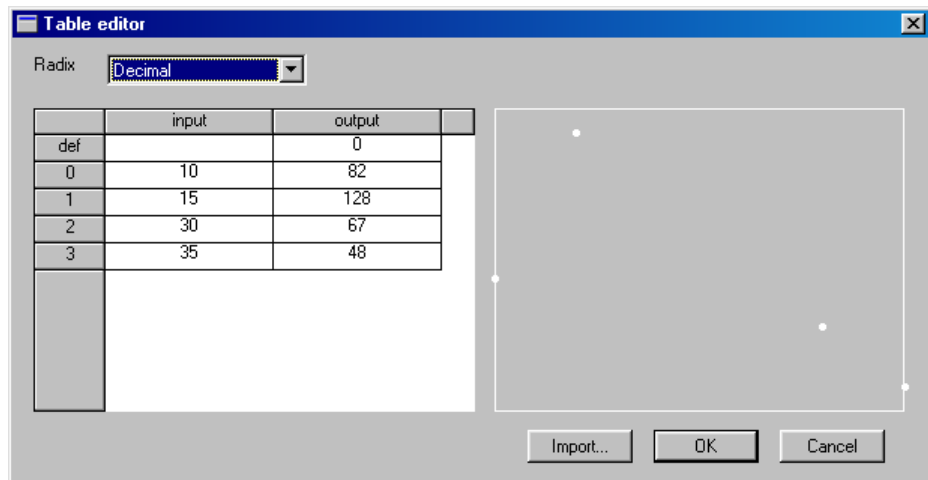 Table editor
Radix Decimal
input output
def 0
0 10 82
1 15 128
2 30 67
3 35 48
Import... OK Cancel